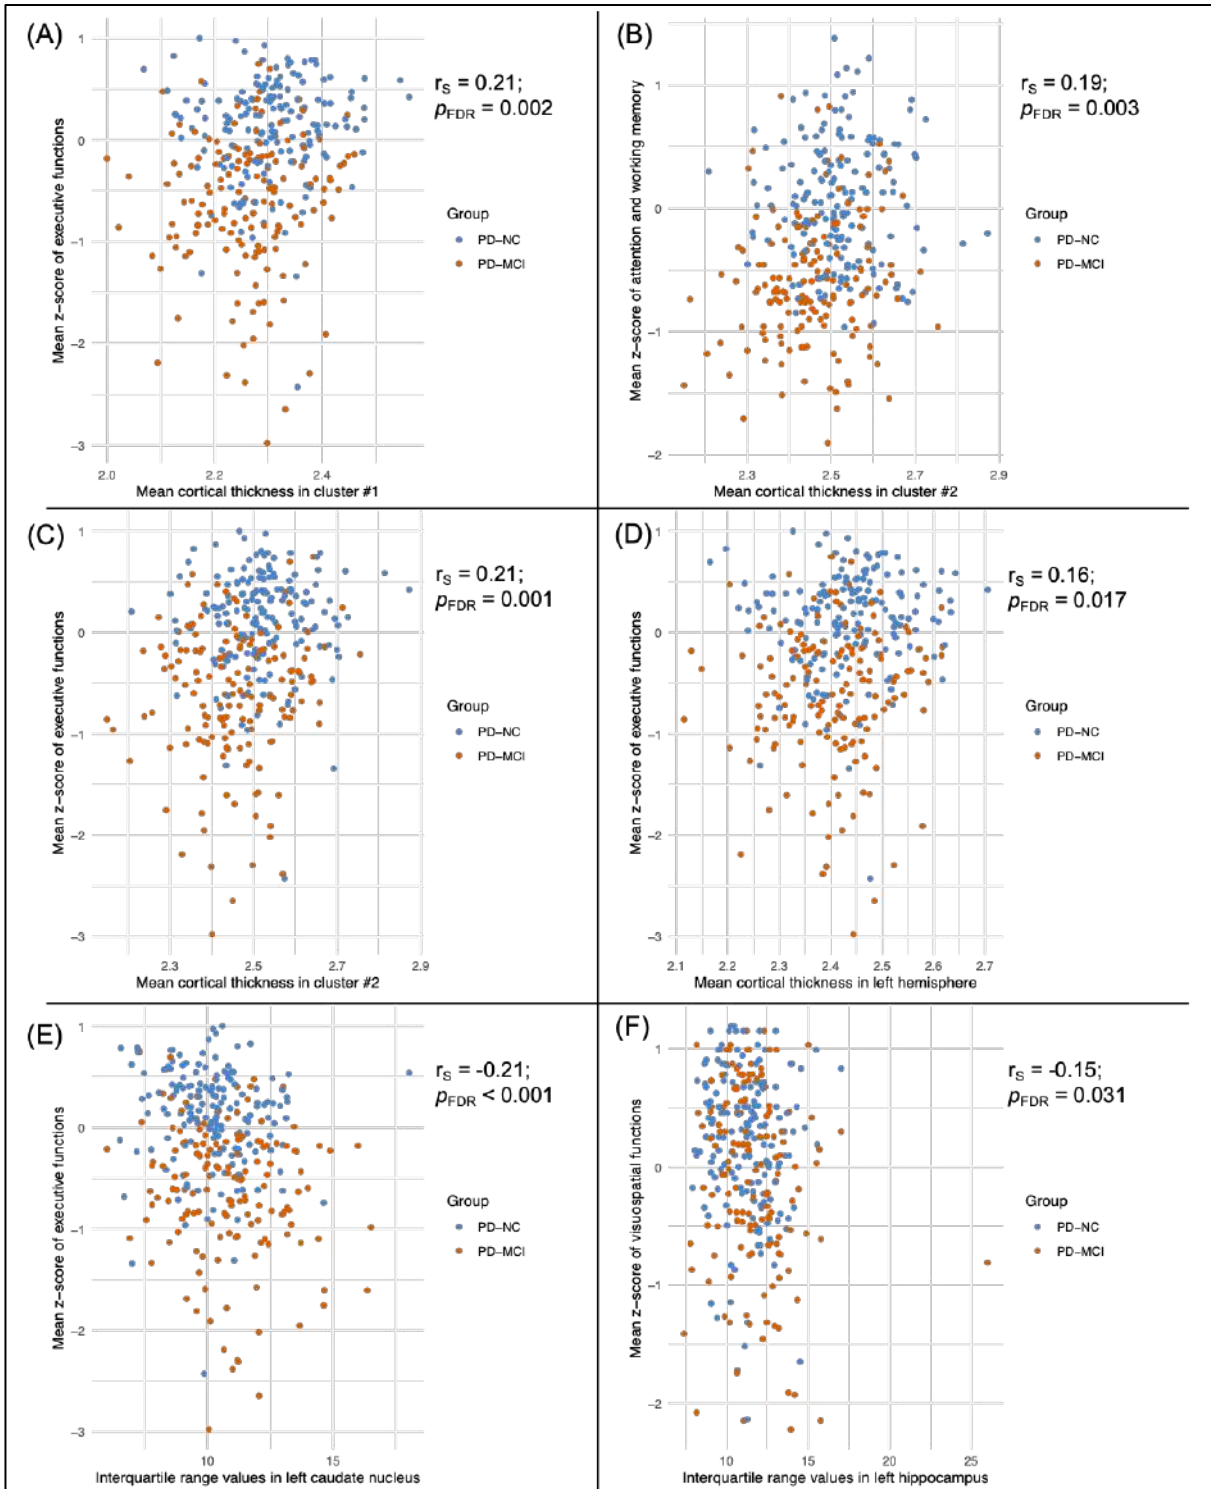 (A)
1
0
−1
−2
−3
Mean z−score of executive functions
2.0 2.2 2.4
Mean cortical thickness in cluster #1
rS = 0.21;
pFDR = 0.002
Group
PD−NC
PD−MCI
(B)
1
0
−1
−2
Mean z−score of attention and working memory
2.3 2.5 2.7 2.9
Mean cortical thickness in cluster #2
rS = 0.19;
pFDR = 0.003
Group
PD−NC
PD−MCI
(C)
1
0
−1
−2
−3
Mean z−score of executive functions
2.3 2.5 2.7 2.9
Mean cortical thickness in cluster #2
rS = 0.21;
pFDR = 0.001
Group
PD−NC
PD−MCI
(D)
1
0
−1
−2
−3
Mean z−score of executive functions
2.1 2.2 2.3 2.4 2.5 2.6 2.7
Mean cortical thickness in left hemisphere
rS = 0.16;
pFDR = 0.017
Group
PD−NC
PD−MCI
(E)
1
0
−1
−2
−3
Mean z−score of executive functions
10 15
Interquartile range values in left caudate nucleus
rS = -0.21;
pFDR < 0.001
Group
PD−NC
PD−MCI
(F)
1
0
−1
−2
Mean z−score of visuospatial functions
10 15 20 25
Interquartile range values in left hippocampus
rS = -0.15;
pFDR = 0.031
Group
PD−NC
PD−MCI